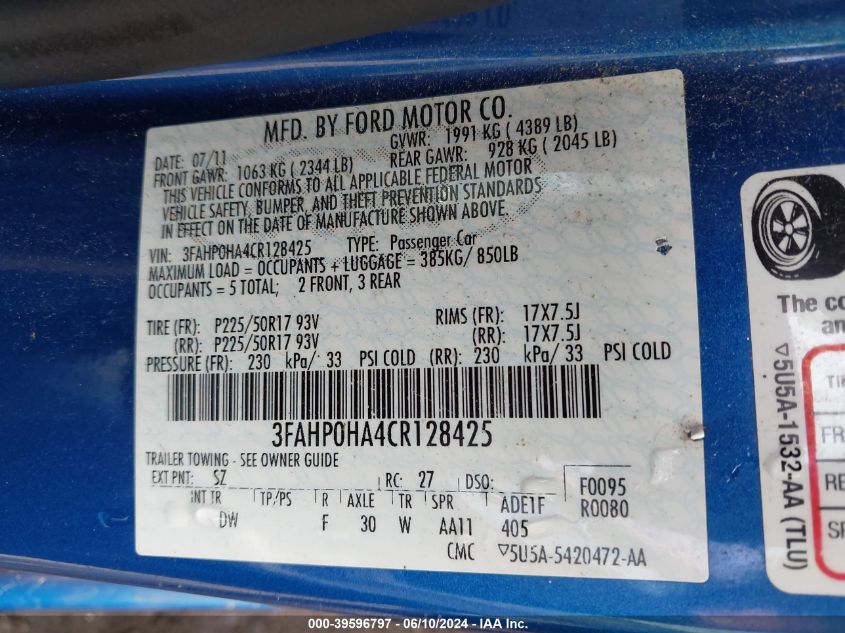 MFD. BY FORD MOTOR CO.
DATE: 07/11 GVWR: 1991 KG ( 4389 LB)
FRONT GAWR: 1063 KG ( 2344 LB) REAR GAWR: 928 KG ( 2045 LB)
THIS VEHICLE CONFORMS TO ALL APPLICABLE FEDERAL MOTOR
VEHICLE SAFETY, BUMPER, AND THEFT PREVENTION STANDARDS
IN EFFECT ON THE DATE OF MANUFACTURE SHOWN ABOVE.
VIN: 3FAHP0HA4CR128425 TYPE: Passenger Car
MAXIMUM LOAD = OCCUPANTS + LUGGAGE = 385KG/ 850LB
OCCUPANTS = 5 TOTAL; 2 FRONT, 3 REAR
TIRE (FR): P225/50R17 93V RIMS (FR): 17X7.5J
(RR): P225/50R17 93V (RR): 17X7.5J
PRESSURE (FR): 230 kPa/ 33 PSI COLD (RR): 230 kPa/ 33 PSI COLD
3FAHP0HA4CR128425
TRAILER TOWING - SEE OWNER GUIDE
EXT PNT: SZ RC: 27 DSO: F0095
INT TR TP/PS R AXLE TR SPR ADE1F R0080
DW F 30 W AA11 405
CMC ▽5U5A-5420472-AA
The co
an
TI
FR
RE
SP
▽5U5A-1532-AA (TLU)
000-39596797 - 06/10/2024 - IAA Inc.